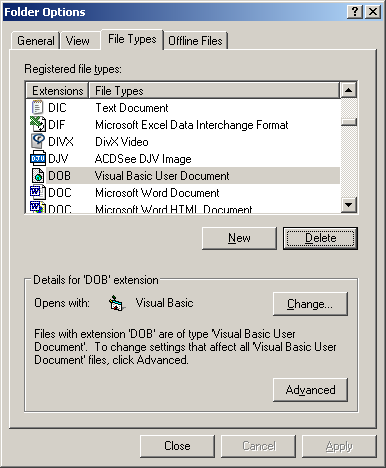 Folder Options
General View File Types Offline Files
Registered file types:
Extensions File Types
DIC Text Document
DIF Microsoft Excel Data Interchange Format
DIVX DivX Video
DJV ACDSee DJV Image
DOB Visual Basic User Document
DOC Microsoft Word Document
DOC Microsoft Word HTML Document
New Delete
Details for 'DOB' extension
Opens with: Visual Basic Change...
Files with extension 'DOB' are of type 'Visual Basic User
Document'. To change settings that affect all 'Visual Basic User
Document' files, click Advanced.
Advanced
Close Cancel Apply